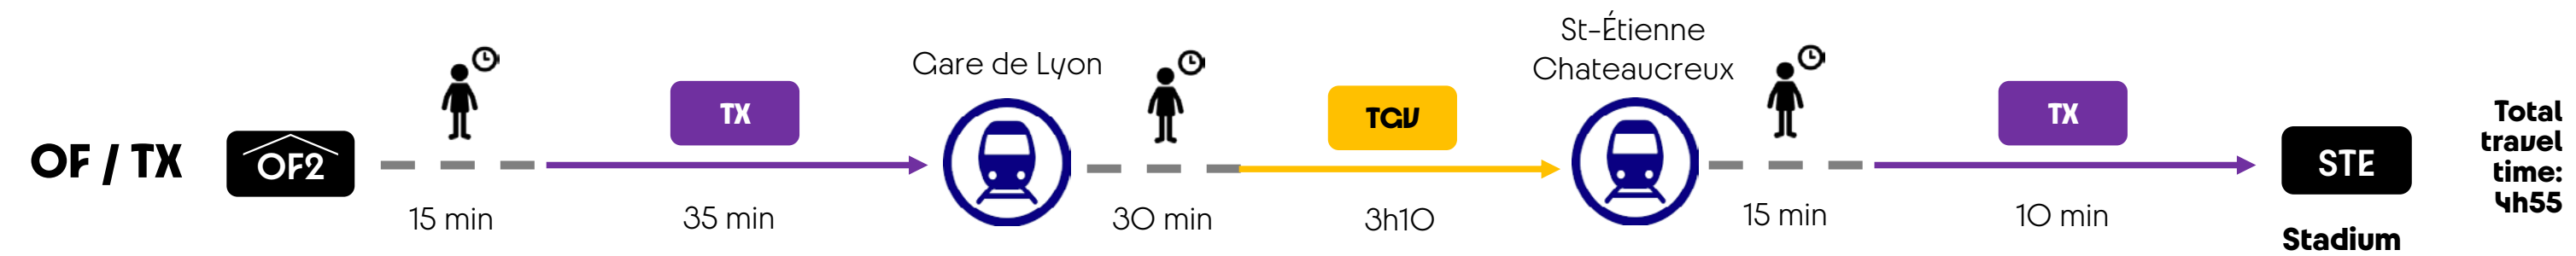 OF / TX
OF2
15 min
TX
35 min
Gare de Lyon
30 min
TGV
3h10
St-Étienne
Chateaucreux
15 min
TX
10 min
STE
Stadium
Total
travel
time:
4h55